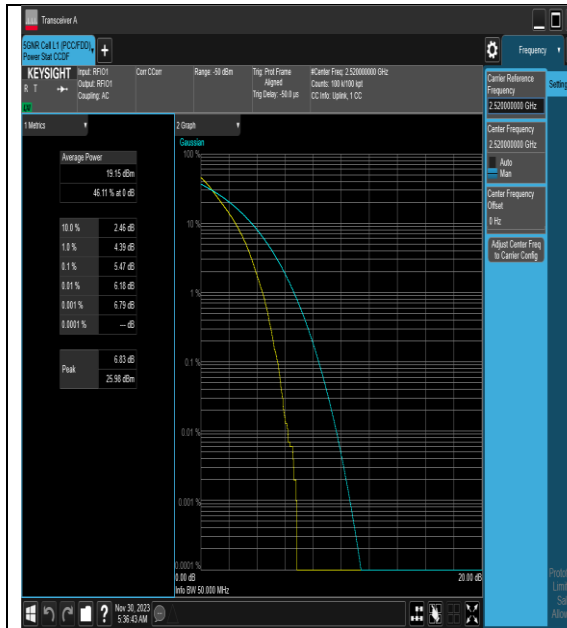 Transceiver A
5GNR Cell L1 (PCC/FDD)
Power Stat CCDF
+
Frequency
KEYSIGHT
R T
Input: RFIO1
Output: RFIO1
Coupling: AC
Corr CCorr
Range: -50 dBm
Trig: Prot Frame
Aligned
Trig Delay: -50.0 µs
#Center Freq: 2.520000000 GHz
Counts: 100 k/100 kpt
CC Info: Uplink, 1 CC
Carrier Reference
Frequency
2.520000000 GHz
Setting
Center Frequency
2.520000000 GHz
Auto
Man
Center Frequency
Offset
0 Hz
Adjust Center Freq
to Carrier Config
1 Metrics
Average Power
19.15 dBm
46.11 % at 0 dB
10.0 % 2.46 dB
1.0 % 4.39 dB
0.1 % 5.47 dB
0.01 % 6.18 dB
0.001 % 6.79 dB
0.0001 % --- dB
Peak
6.83 dB
25.98 dBm
2 Graph
Gaussian
100 %
10 %
1 %
0.1 %
0.01 %
0.001 %
0.0001 %
0.00 dB
20.00 dB
Info BW 50.000 MHz
Nov 30, 2023
5:36:43 AM